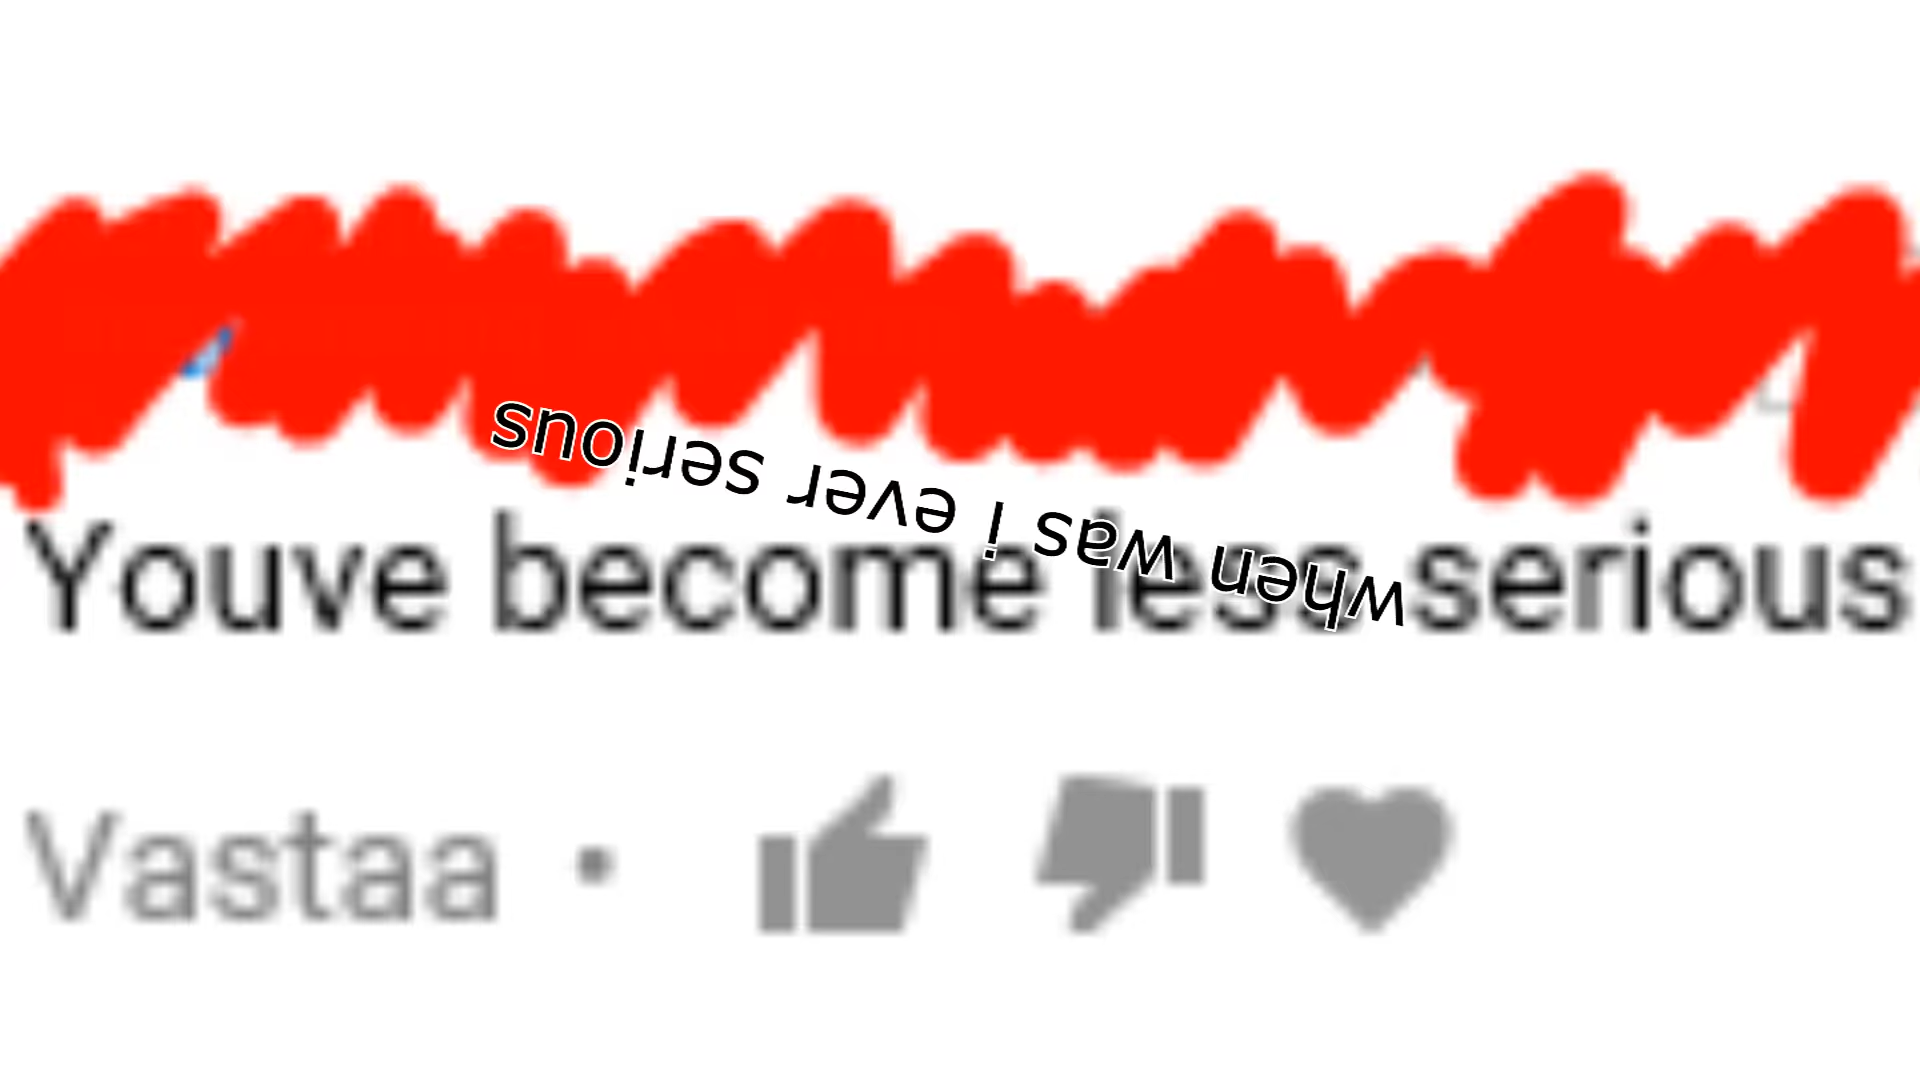 when was i ever serious
Youve become less serious
Vastaa •